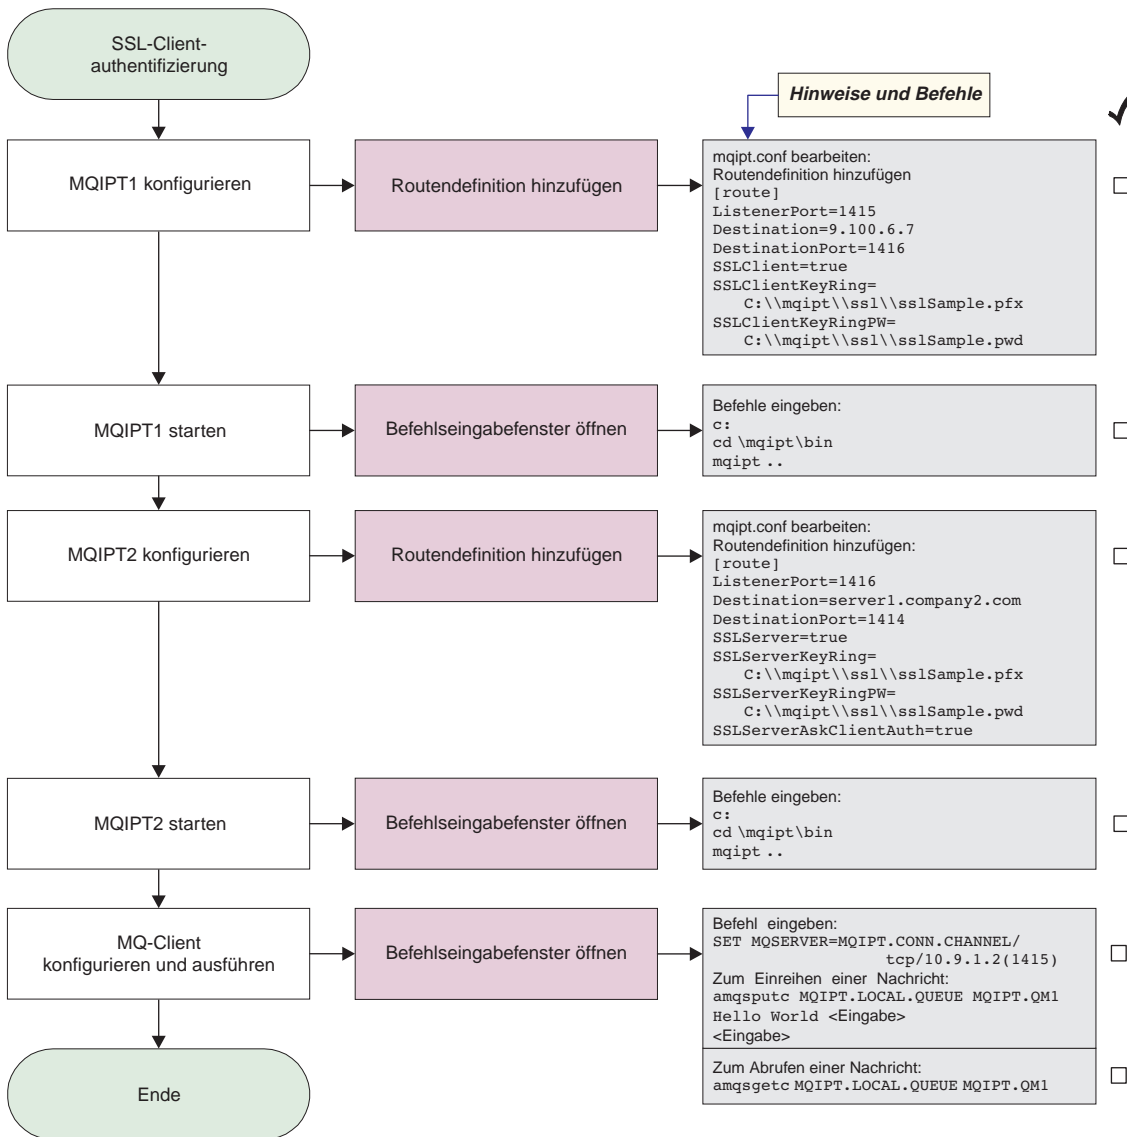 SSL-Client-
authentifizierung
Hinweise und Befehle
MQIPT1 konfigurieren
Routendefinition hinzufügen
mqipt.conf bearbeiten:
Routendefinition hinzufügen
[route]
ListenerPort=1415
Destination=9.100.6.7
DestinationPort=1416
SSLClient=true
SSLClientKeyRing=
C:\\mqipt\\ssl\\sslSample.pfx
SSLClientKeyRingPW=
C:\\mqipt\\ssl\\sslSample.pwd
MQIPT1 starten
Befehlseingabefenster öffnen
Befehle eingeben:
c:
cd \mqipt\bin
mqipt ..
MQIPT2 konfigurieren
Routendefinition hinzufügen
mqipt.conf bearbeiten:
Routendefinition hinzufügen:
[route]
ListenerPort=1416
Destination=server1.company2.com
DestinationPort=1414
SSLServer=true
SSLServerKeyRing=
C:\\mqipt\\ssl\\sslSample.pfx
SSLServerKeyRingPW=
C:\\mqipt\\ssl\\sslSample.pwd
SSLServerAskClientAuth=true
MQIPT2 starten
Befehlseingabefenster öffnen
Befehle eingeben:
c:
cd \mqipt\bin
mqipt ..
MQ-Client
konfigurieren und ausführen
Befehlseingabefenster öffnen
Befehl eingeben:
SET MQSERVER=MQIPT.CONN.CHANNEL/
tcp/10.9.1.2(1415)
Zum Einreihen einer Nachricht:
amqsputc MQIPT.LOCAL.QUEUE MQIPT.QM1
Hello World <Eingabe>
<Eingabe>
Zum Abrufen einer Nachricht:
amqsgetc MQIPT.LOCAL.QUEUE MQIPT.QM1
Ende